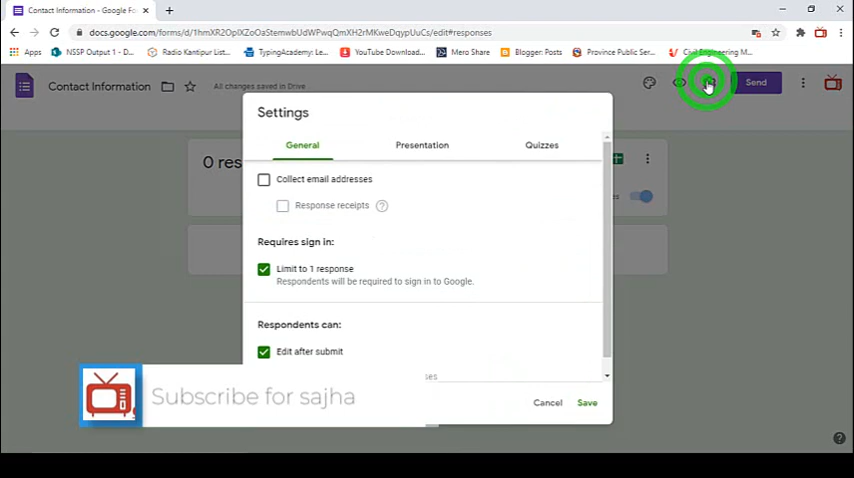 Contact Information - Google Fo
docs.google.com/forms/d/1hmXR2OpIXZoOaStemwbUdWPwqQmXH2rMKweDqypUuCs/edit#responses
Apps NSSP Output 1 - D... Radio Kantipur List... TypingAcademy: Le... YouTube Download... Mero Share Blogger: Posts Province Public Ser... Civil Engineering M...
Contact Information All changes saved in Drive Send
Settings
General Presentation Quizzes
0 res
Collect email addresses
Response receipts
Requires sign in:
Limit to 1 response
Respondents will be required to sign in to Google.
Respondents can:
Edit after submit
Subscribe for sajha
Cancel Save